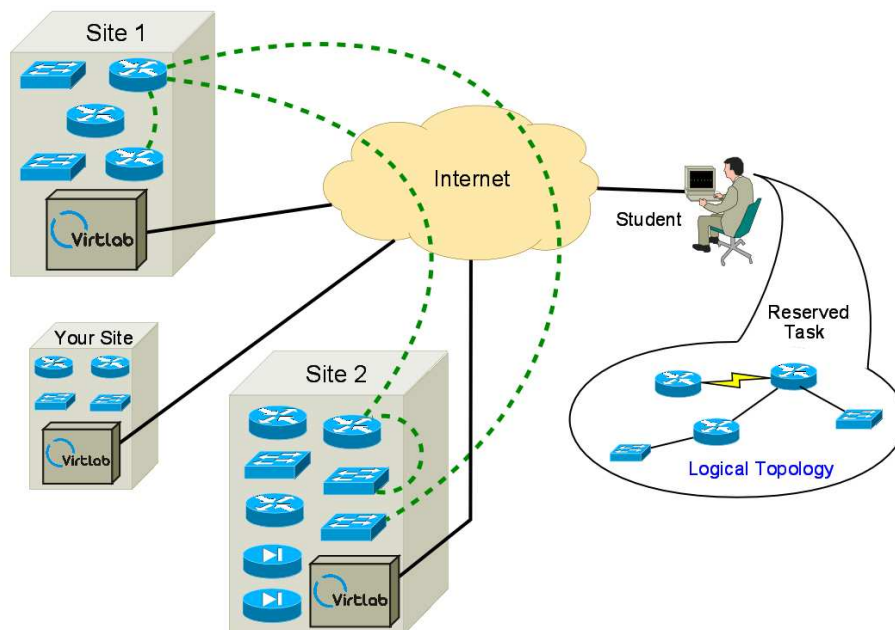 Site 1
Internet
Student
Virtlab
Your Site
Virtlab
Site 2
Virtlab
Reserved
Task
Logical Topology